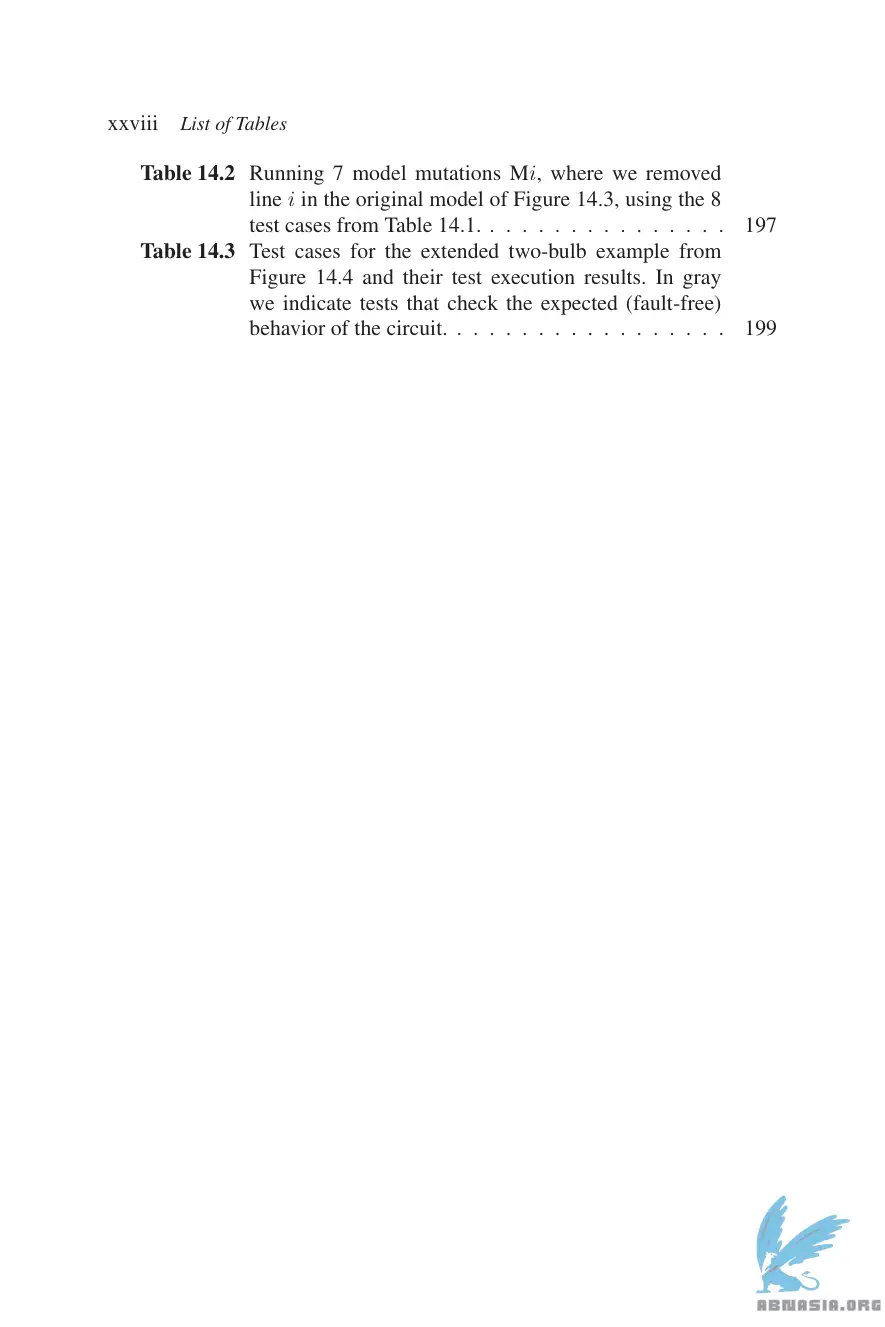 xxviii List of Tables
Table 14.2 Running 7 model mutations Mi, where we removed
line i in the original model of Figure 14.3, using the 8
test cases from Table 14.1. . . . . . . . . . . . . . . . 197
Table 14.3 Test cases for the extended two-bulb example from
Figure 14.4 and their test execution results. In gray
we indicate tests that check the expected (fault-free)
behavior of the circuit. . . . . . . . . . . . . . . . . . 199
ABNASIA.ORG